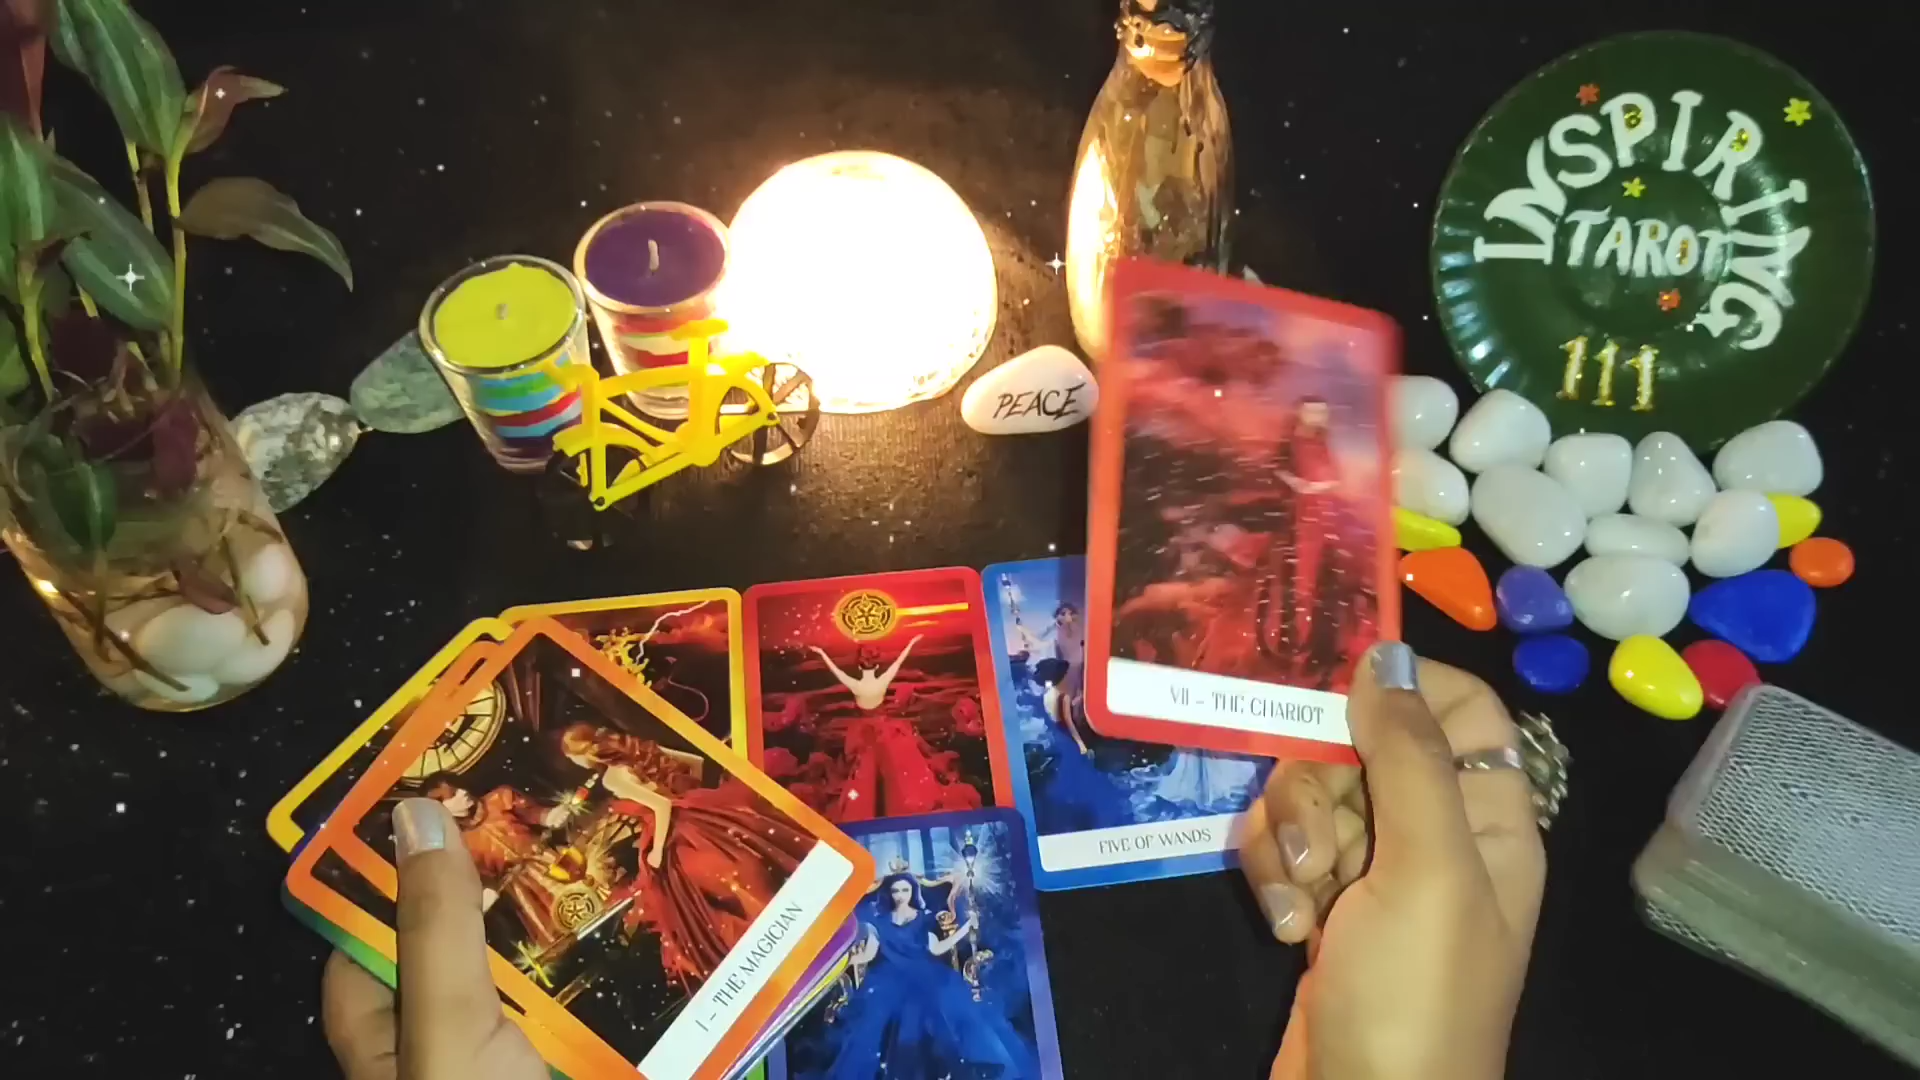 INSPIRING
TAROT
111
PEACE
VII - THE CHARIOT
FIVE OF WANDS
I - THE MAGICIAN